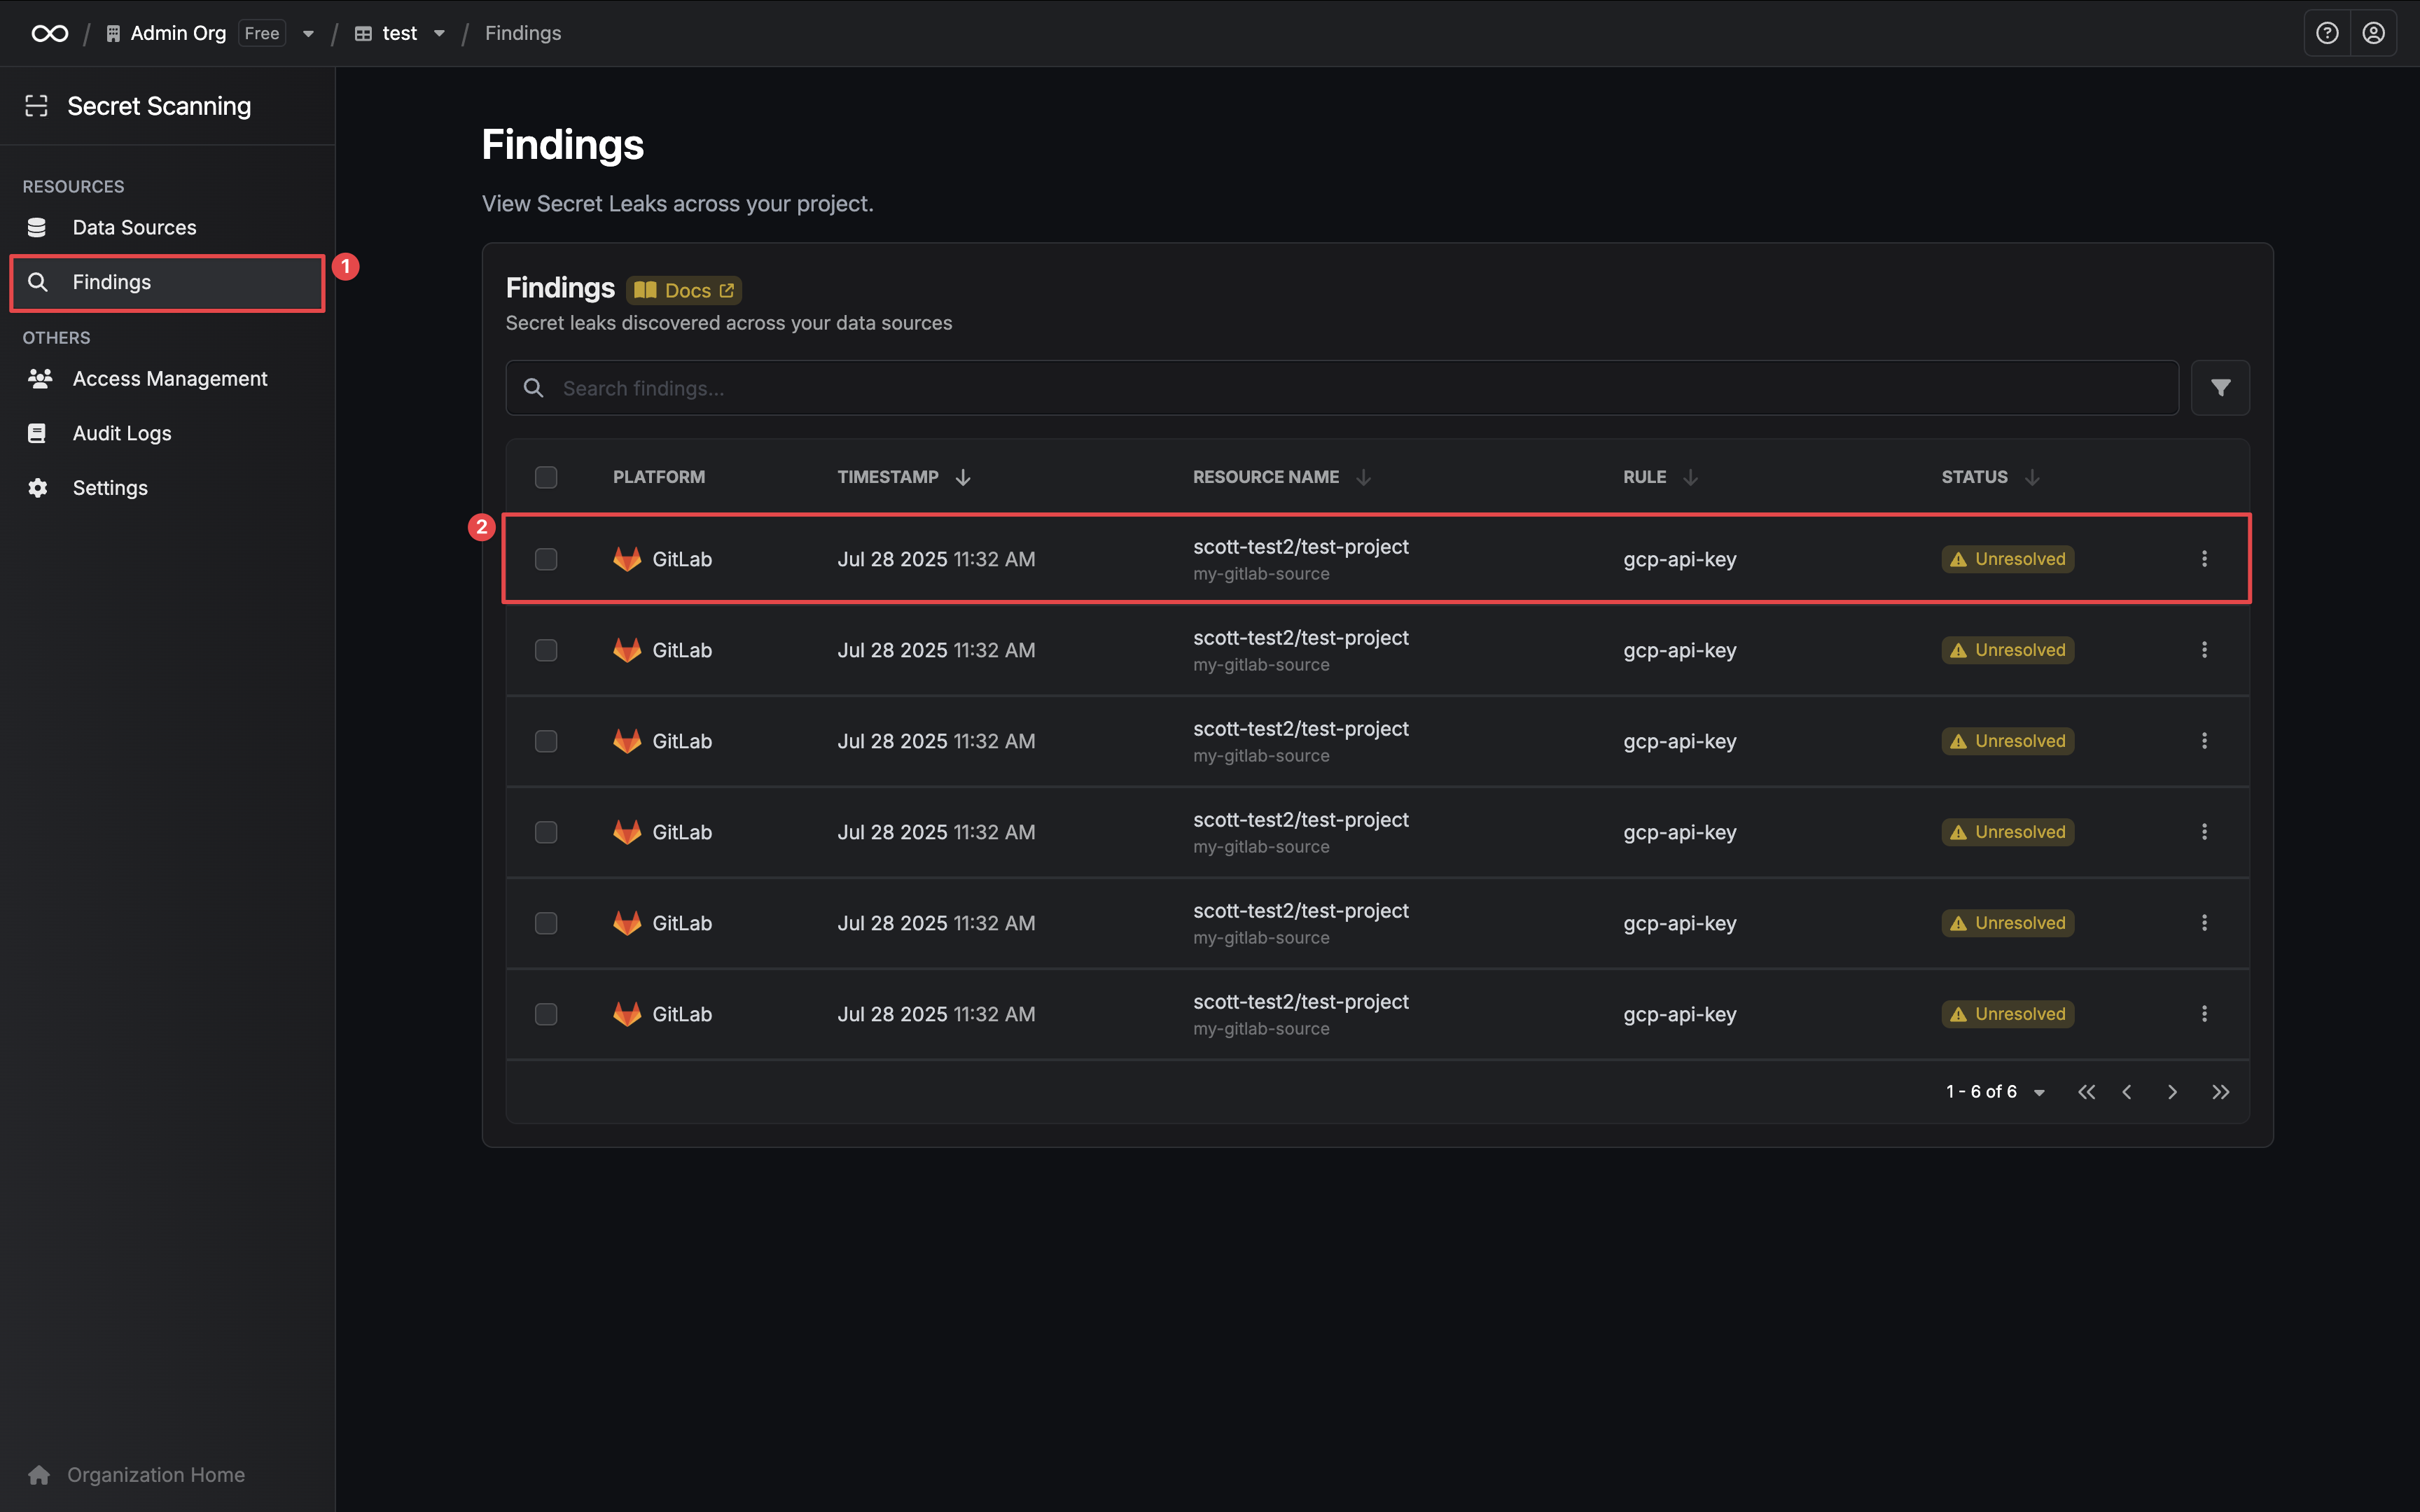 / Admin Org Free / test / Findings
Secret Scanning
RESOURCES
Data Sources
Findings
1
OTHERS
Access Management
Audit Logs
Settings
Organization Home
Findings
View Secret Leaks across your project.
Findings Docs
Secret leaks discovered across your data sources
Search findings...
PLATFORM TIMESTAMP RESOURCE NAME RULE STATUS
2
GitLab Jul 28 2025 11:32 AM scott-test2/test-project gcp-api-key Unresolved
my-gitlab-source
GitLab Jul 28 2025 11:32 AM scott-test2/test-project gcp-api-key Unresolved
my-gitlab-source
GitLab Jul 28 2025 11:32 AM scott-test2/test-project gcp-api-key Unresolved
my-gitlab-source
GitLab Jul 28 2025 11:32 AM scott-test2/test-project gcp-api-key Unresolved
my-gitlab-source
GitLab Jul 28 2025 11:32 AM scott-test2/test-project gcp-api-key Unresolved
my-gitlab-source
GitLab Jul 28 2025 11:32 AM scott-test2/test-project gcp-api-key Unresolved
my-gitlab-source
1 - 6 of 6